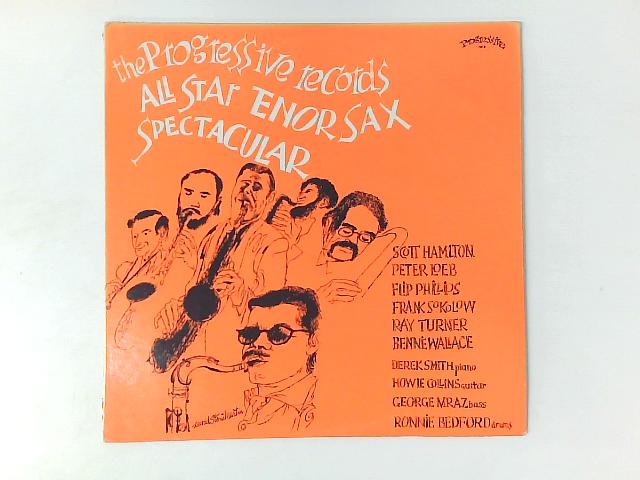 the Progressive records
All Star TENOR SAX
SPECTACULAR
SCOTT HAMILTON
PETER LOEB
FLIP PHILLIPS
FRANK SOKOLOW
RAY TURNER
BENNIE WALLACE
DEREK SMITH piano
HOWIE COLLINS guitar
GEORGE MRAZ bass
RONNIE BEDFORD drums